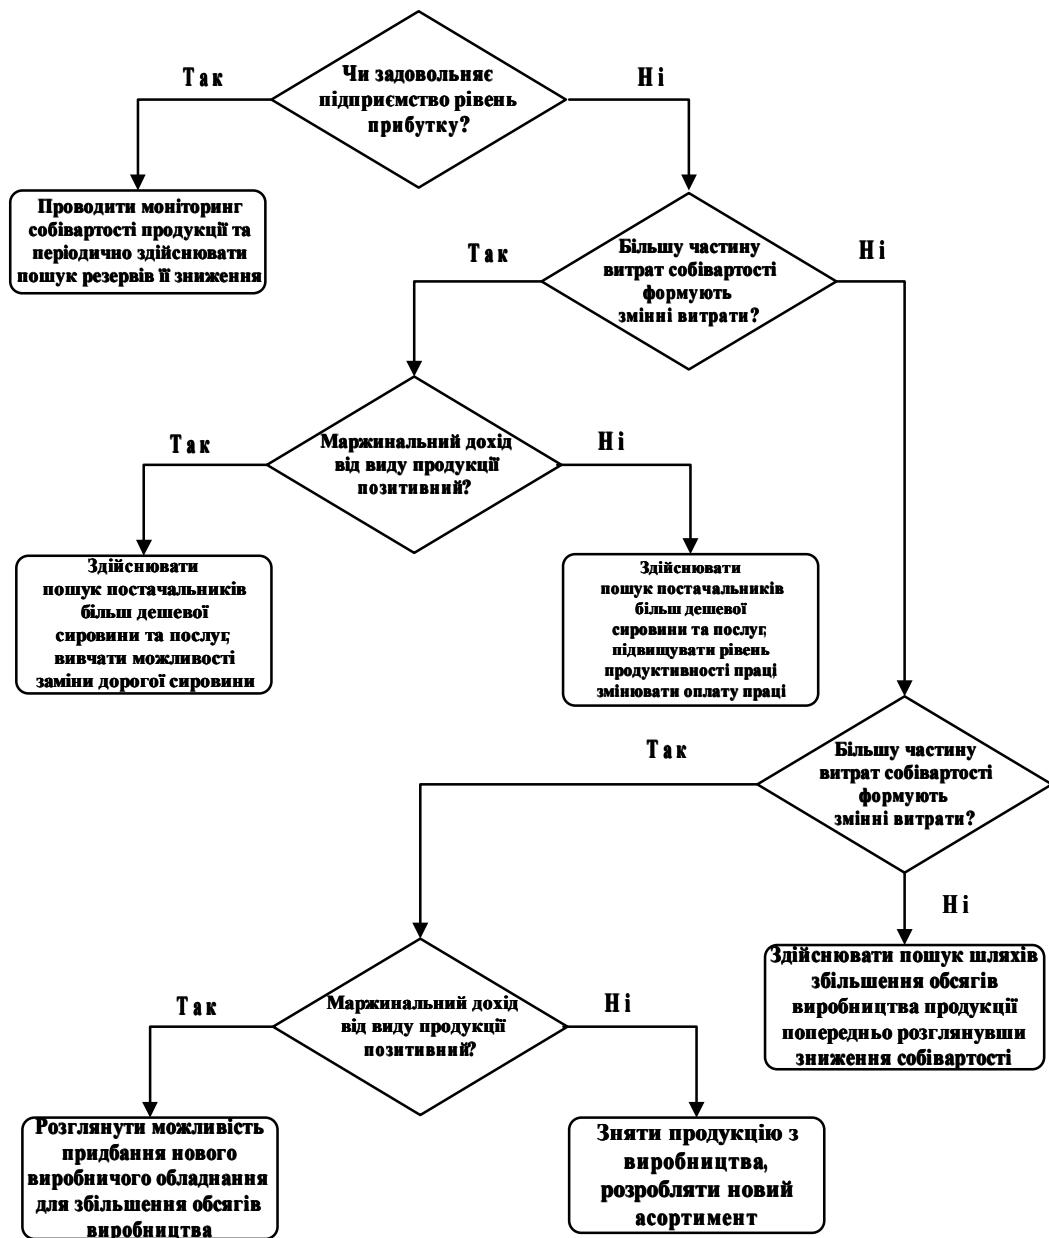 Чи задовольняє
підприємство рівень
прибутку?
Так
Ні
Проводити моніторинг
собівартості продукції та
періодично здійснювати
пошук резервів її зниження
Більшу частину
витрат собівартості
формують
змінні витрати?
Так
Ні
Маржинальний дохід
від виду продукції
позитивний?
Так
Ні
Здійснювати
пошук постачальників
більш дешевої
сировини та послуг,
вивчати можливості
заміни дорогої сировини
Здійснювати
пошук постачальників
більш дешевої
сировини та послуг,
підвищувати рівень
продуктивності праці,
змінювати оплату праці
Більшу частину
витрат собівартості
формують
змінні витрати?
Так
Ні
Здійснювати пошук шляхів
збільшення обсягів
виробництва продукції
попередньо розглянувши
зниження собівартості
Маржинальний дохід
від виду продукції
позитивний?
Так
Ні
Розглянути можливість
придбання нового
виробничого обладнання
для збільшення обсягів
виробництва
Зняти продукцію з
виробництва,
розробляти новий
асортимент